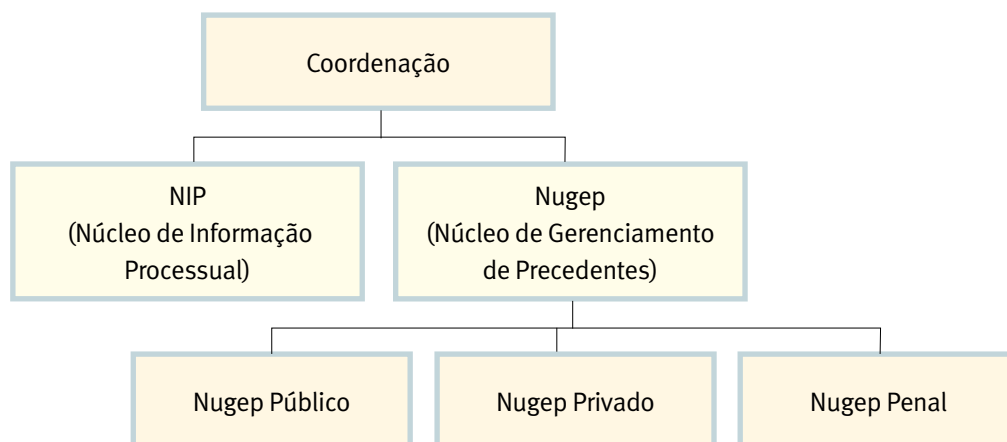 Coordenação
NIP
(Núcleo de Informação
Processual)
Nugep
(Núcleo de Gerenciamento
de Precedentes)
Nugep Público
Nugep Privado
Nugep Penal